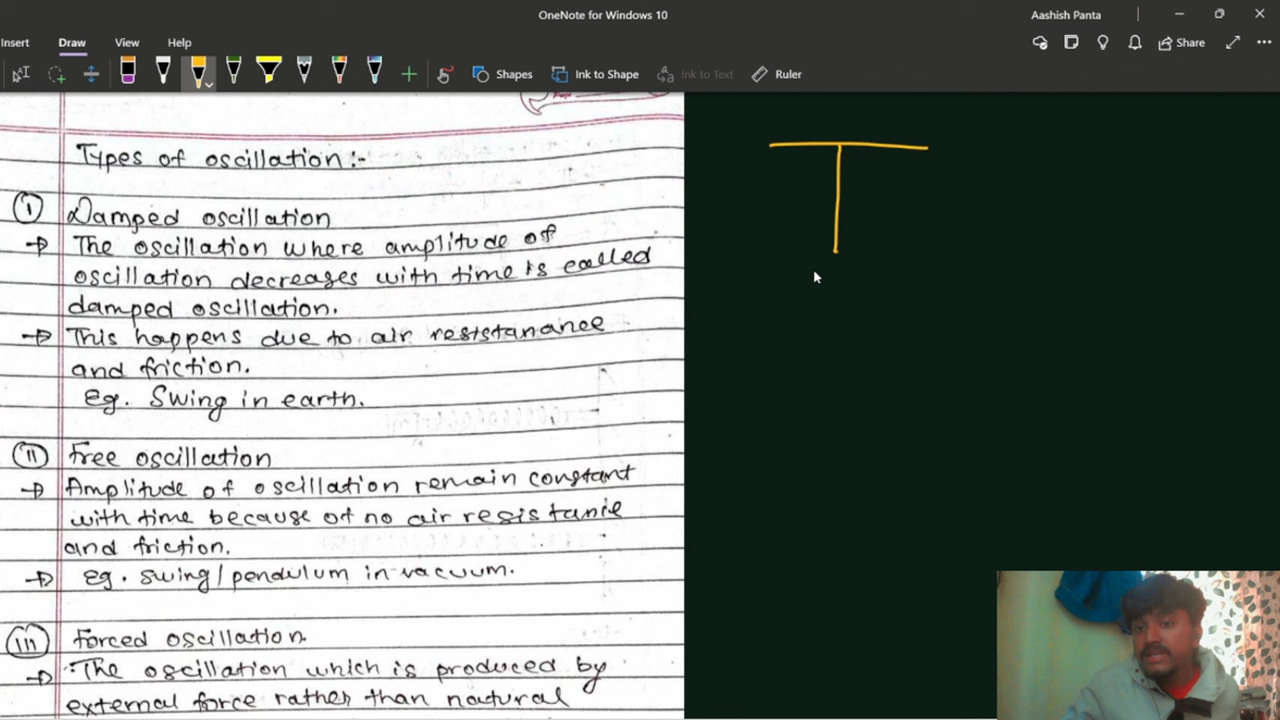 OneNote for Windows 10
Aashish Panta
Insert
Draw
View
Help
Share
Shapes
Ink to Shape
Ink to Text
Ruler
Types of oscillation:-
i Damped oscillation
→ The oscillation where amplitude of
oscillation decreases with time is called
damped oscillation.
→ This happens due to air resistanance
and friction.
Eg. Swing in earth.
ii Free oscillation
→ Amplitude of oscillation remain constant
with time because of no air resistance
and friction.
→ Eg. swing/pendulum in vacuum.
iii Forced oscillation.
→ The oscillation which is produced by
external force rather than natural